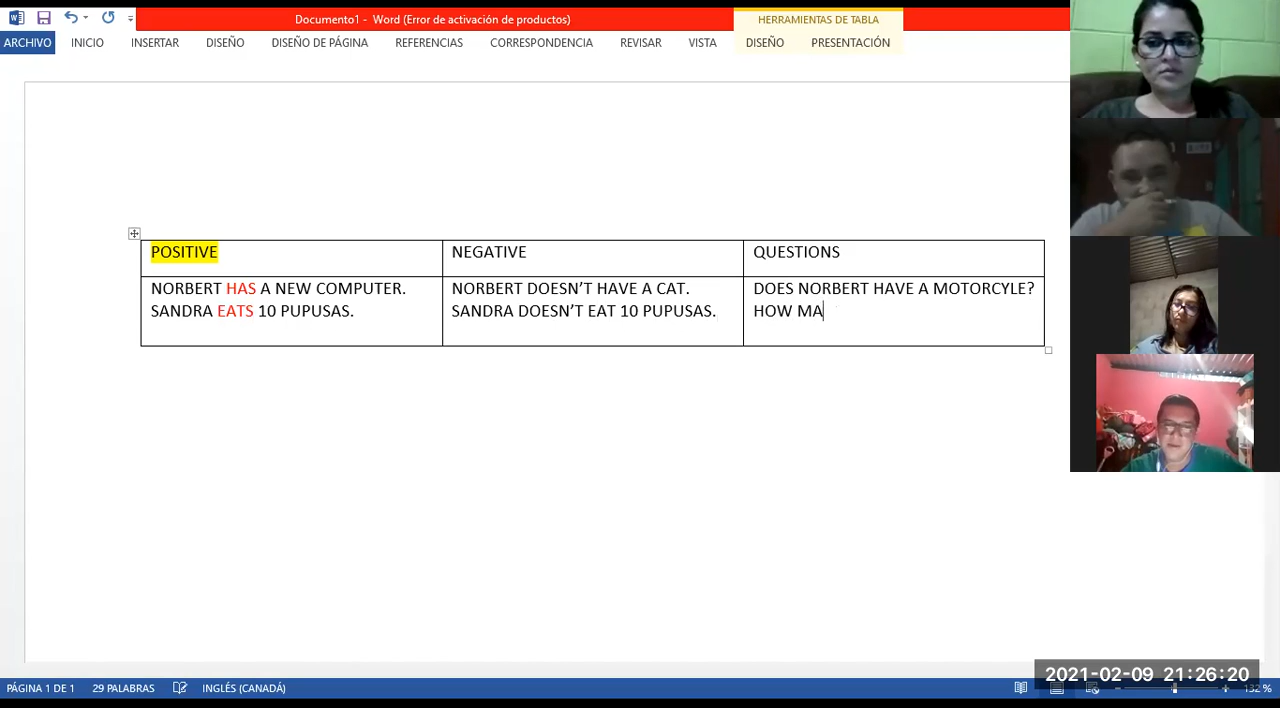 Documento1 - Word (Error de activación de productos)
HERRAMIENTAS DE TABLA
ARCHIVO INICIO INSERTAR DISEÑO DISEÑO DE PÁGINA REFERENCIAS CORRESPONDENCIA REVISAR VISTA DISEÑO PRESENTACIÓN
POSITIVE NEGATIVE QUESTIONS
NORBERT HAS A NEW COMPUTER. NORBERT DOESN’T HAVE A CAT. DOES NORBERT HAVE A MOTORCYLE?
SANDRA EATS 10 PUPUSAS. SANDRA DOESN’T EAT 10 PUPUSAS. HOW MA
2021-02-09 21:26:20
PÁGINA 1 DE 1 29 PALABRAS INGLÉS (CANADÁ) 132 %